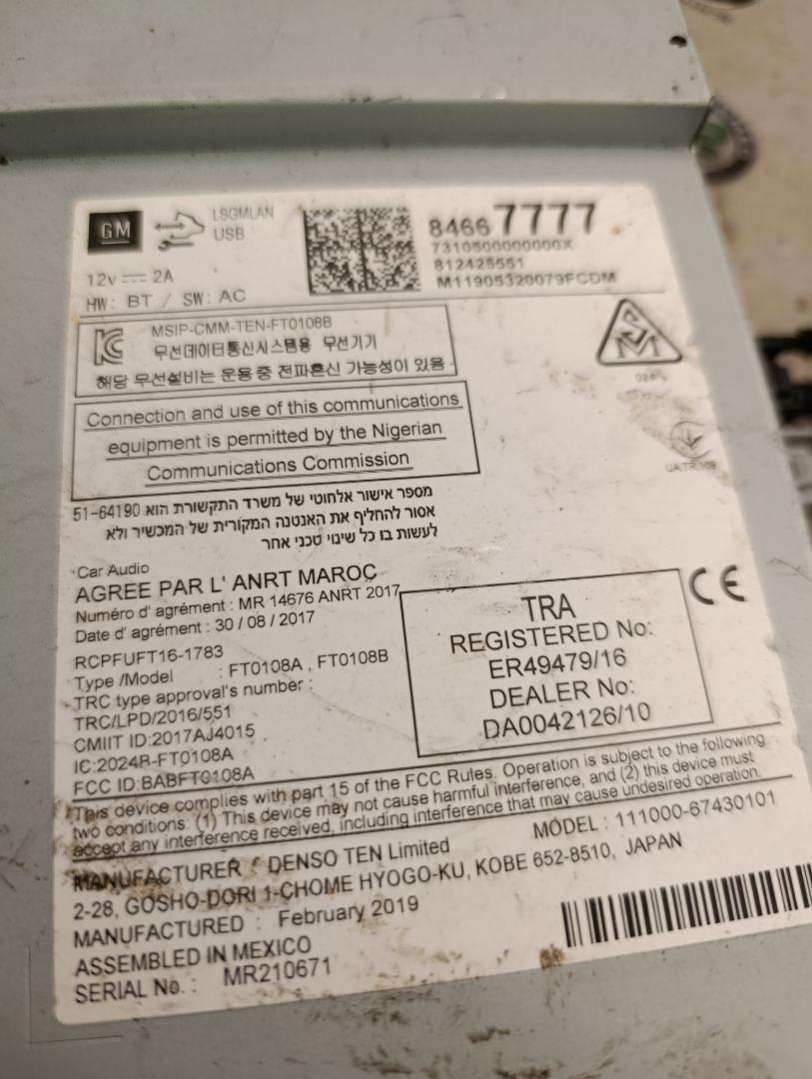 GM
LSGMLAN
USB
84667777
7310500000000X
812425551
M11905320079FCDM
12V 2A
HW: BT / SW: AC
MSIP-CMM-TEN-FT0108B
무선데이터통신시스템용 무선기기
해당 무선설비는 운용 중 전파혼신 가능성이 있음
Connection and use of this communications
equipment is permitted by the Nigerian
Communications Commission
מספר אישור אלחוטי של משרד התקשורת הוא 51-64190
אסור להחליף את האנטנה המקורית של המכשיר ולא
לעשות בו כל שינוי טכני אחר
Car Audio
AGREE PAR L' ANRT MAROC
Numéro d' agrément : MR 14676 ANRT 2017
Date d' agrément : 30 / 08 / 2017
RCPFUFT16-1783
Type /Model : FT0108A , FT0108B
TRC type approval's number :
TRC/LPD/2016/551
CMIIT ID:2017AJ4015
IC:2024B-FT0108A
FCC ID:BABFT0108A
TRA
REGISTERED No:
ER49479/16
DEALER No:
DA0042126/10
CE
This device complies with part 15 of the FCC Rules. Operation is subject to the following
two conditions: (1) This device may not cause harmful interference, and (2) this device must
accept any interference received, including interference that may cause undesired operation.
MODEL : 111000-67430101
MANUFACTURER : DENSO TEN Limited
2-28, GOSHO-DORI 1-CHOME HYOGO-KU, KOBE 652-8510, JAPAN
MANUFACTURED : February 2019
ASSEMBLED IN MEXICO
SERIAL No. : MR210671